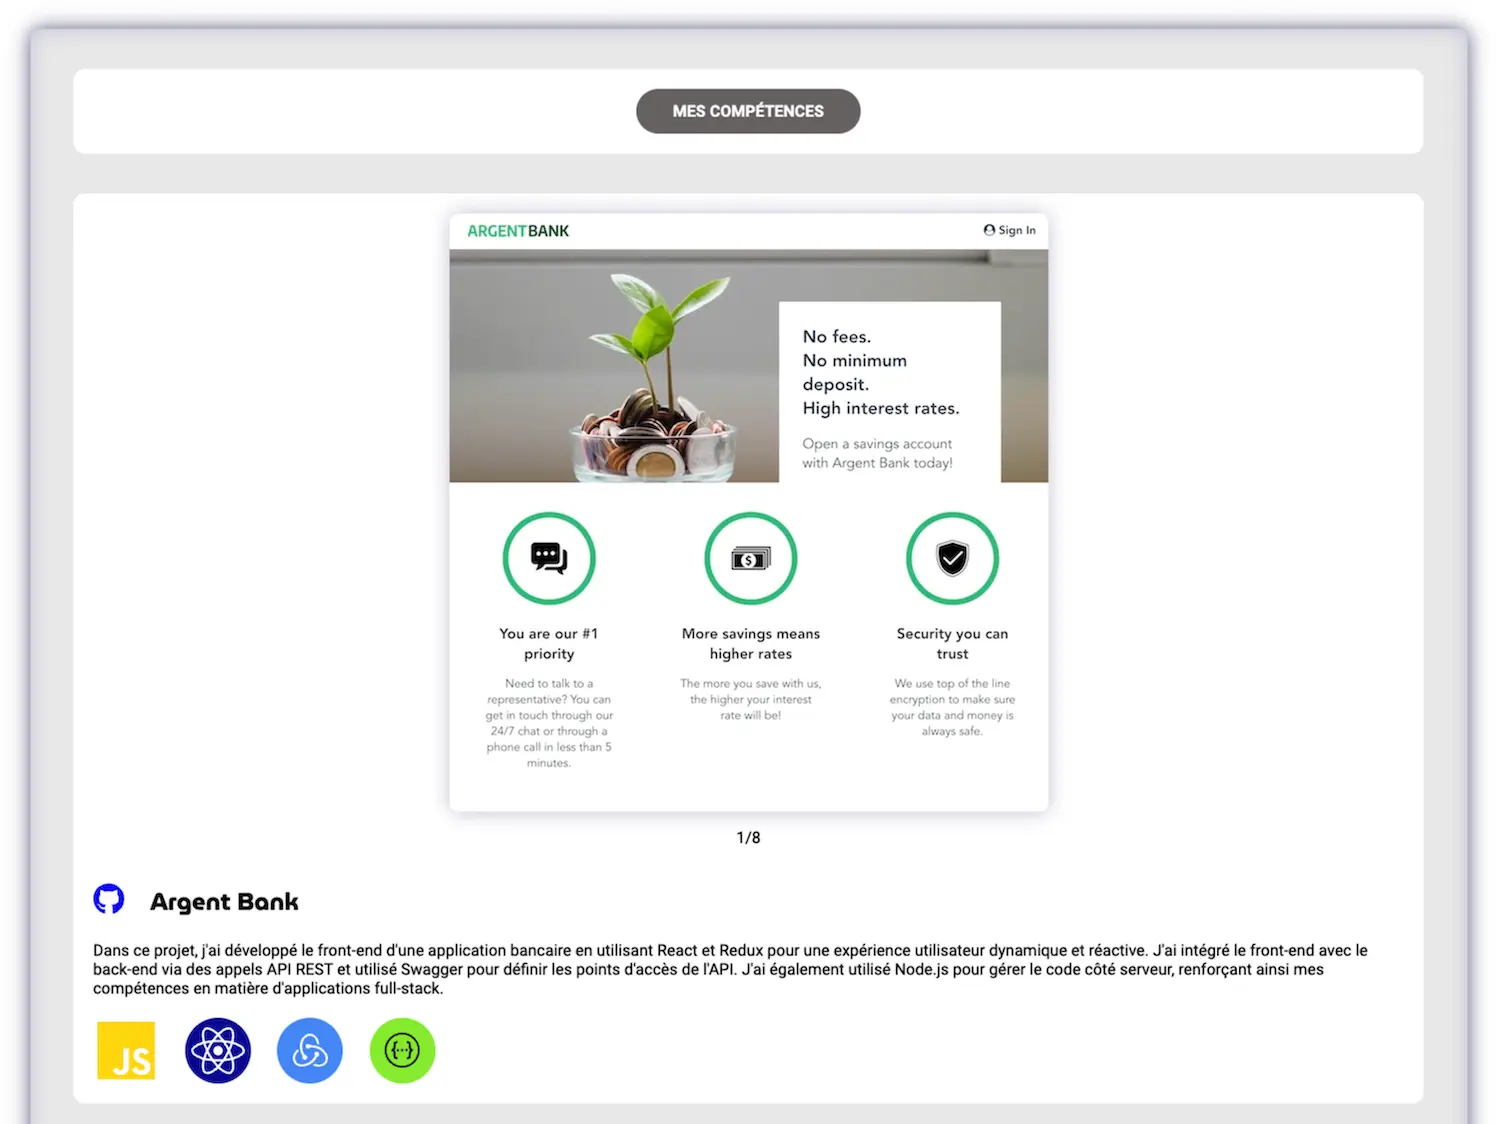 MES COMPÉTENCES
ARGENTBANK
Sign In
No fees.
No minimum
deposit.
High interest rates.
Open a savings account
with Argent Bank today!
You are our #1
priority
Need to talk to a
representative? You can
get in touch through our
24/7 chat or through a
phone call in less than 5
minutes.
More savings means
higher rates
The more you save with us,
the higher your interest
rate will be!
Security you can
trust
We use top of the line
encryption to make sure
your data and money is
always safe.
1/8
Argent Bank
Dans ce projet, j'ai développé le front-end d'une application bancaire en utilisant React et Redux pour une expérience utilisateur dynamique et réactive. J'ai intégré le front-end avec le
back-end via des appels API REST et utilisé Swagger pour définir les points d'accès de l'API. J'ai également utilisé Node.js pour gérer le code côté serveur, renforçant ainsi mes
compétences en matière d'applications full-stack.
JS